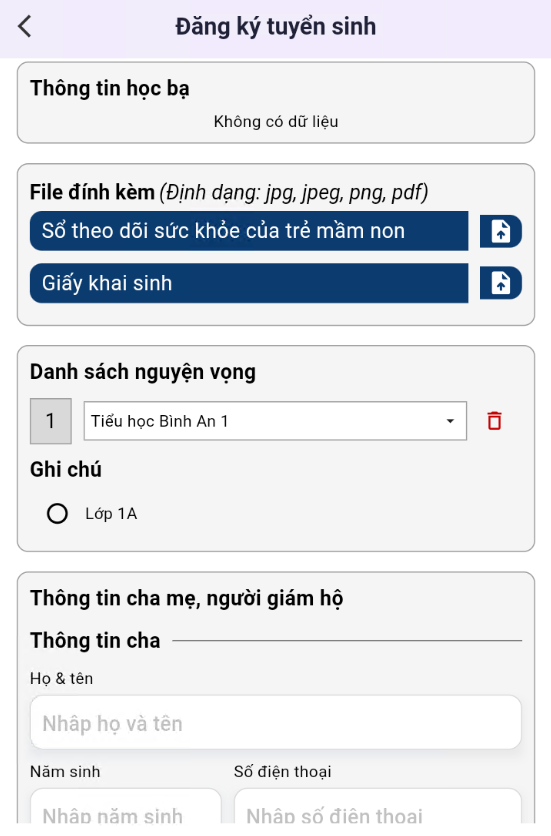 Đăng ký tuyển sinh
Thông tin học bạ
Không có dữ liệu
File đính kèm (Định dạng: jpg, jpeg, png, pdf)
Sổ theo dõi sức khỏe của trẻ mầm non
Giấy khai sinh
Danh sách nguyện vọng
1 Tiểu học Bình An 1
Ghi chú
Lớp 1A
Thông tin cha mẹ, người giám hộ
Thông tin cha
Họ & tên
Nhập họ và tên
Năm sinh Số điện thoại
Nhập năm sinh Nhập số điện thoại